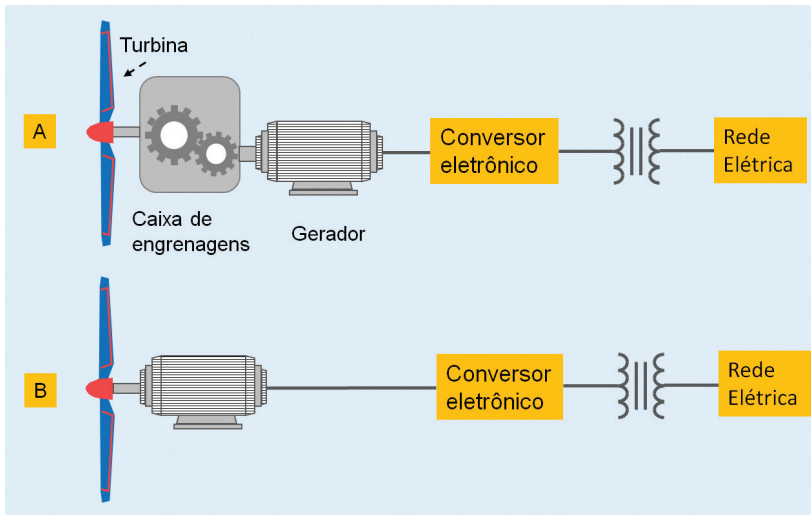 Turbina
A
Conversor
eletrônico
Rede
Elétrica
Caixa de
engrenagens
Gerador
B
Conversor
eletrônico
Rede
Elétrica